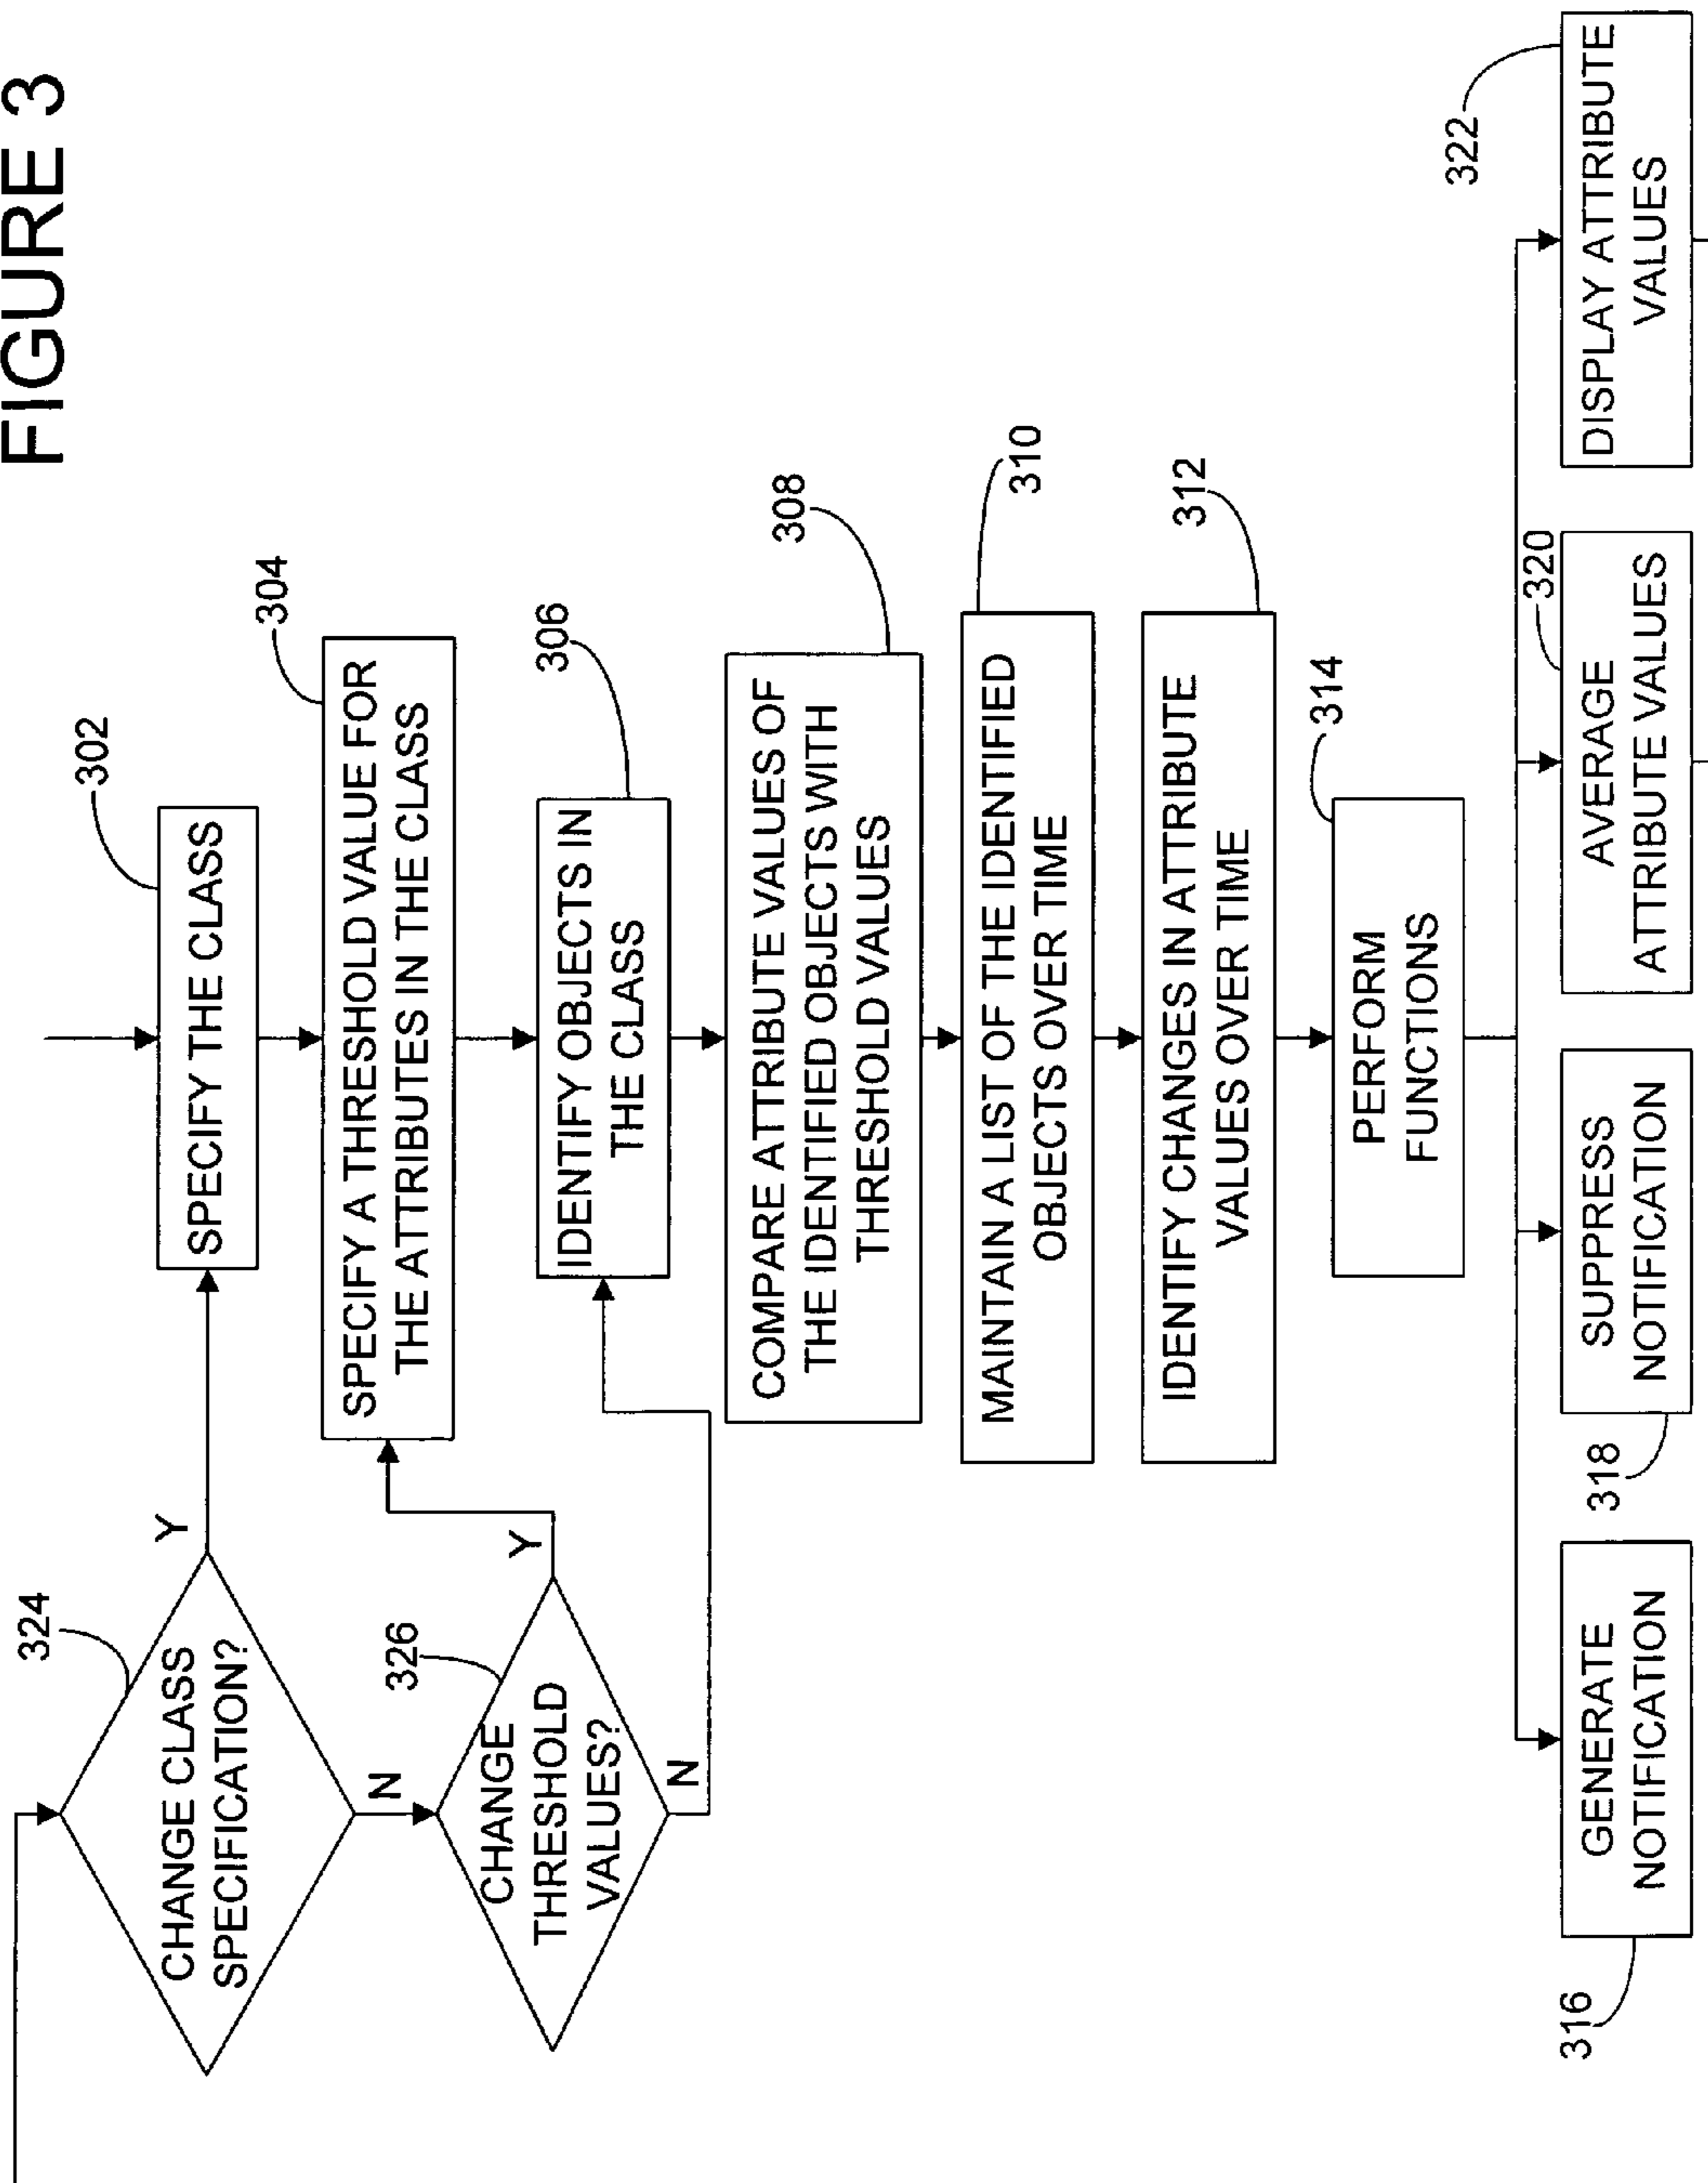 FIGURE 3
324
CHANGE CLASS
SPECIFICATION?
Y
N
326
CHANGE
THRESHOLD
VALUES?
Y
N
302
SPECIFY THE CLASS
304
SPECIFY A THRESHOLD VALUE FOR
THE ATTRIBUTES IN THE CLASS
306
IDENTIFY OBJECTS IN
THE CLASS
308
COMPARE ATTRIBUTE VALUES OF
THE IDENTIFIED OBJECTS WITH
THRESHOLD VALUES
310
MAINTAIN A LIST OF THE IDENTIFIED
OBJECTS OVER TIME
312
IDENTIFY CHANGES IN ATTRIBUTE
VALUES OVER TIME
314
PERFORM
FUNCTIONS
316
GENERATE
NOTIFICATION
318
SUPPRESS
NOTIFICATION
320
AVERAGE
ATTRIBUTE VALUES
322
DISPLAY ATTRIBUTE
VALUES